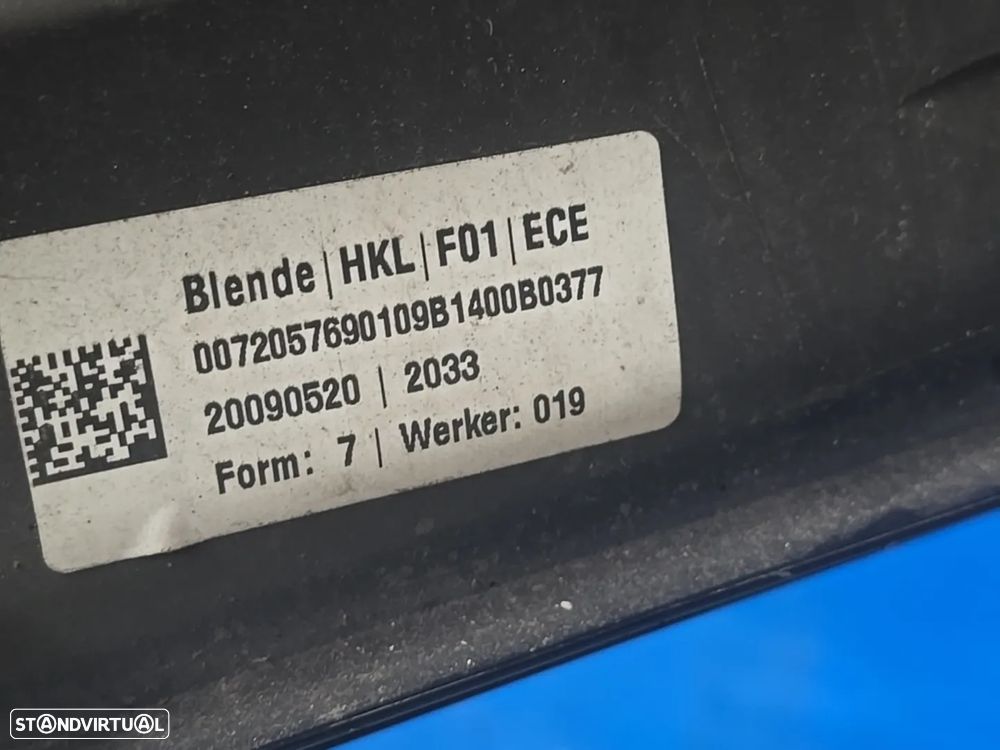 Blende | HKL | F01 | ECE
0072057690109B1400B0377
20090520 | 2033
Form: 7 | Werker: 019
STANDVIRTUAL